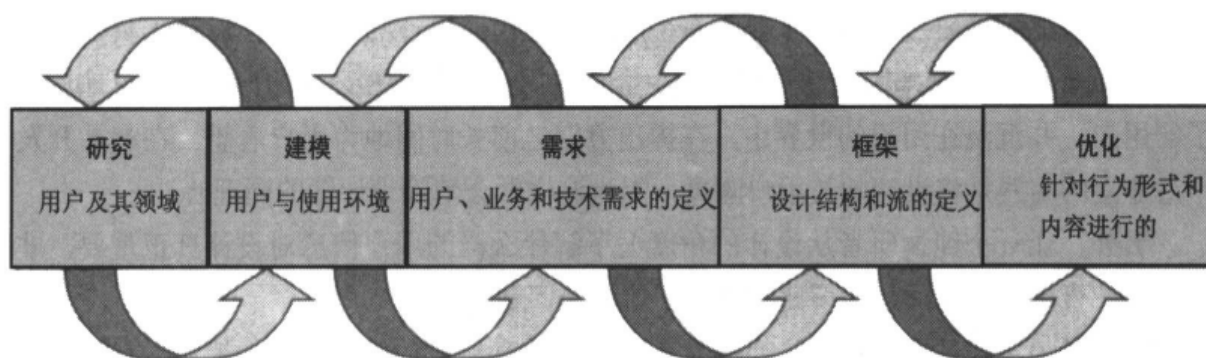 研究
用户及其领域
建模
用户与使用环境
需求
用户、业务和技术需求的定义
框架
设计结构和流的定义
优化
针对行为形式和
内容进行的